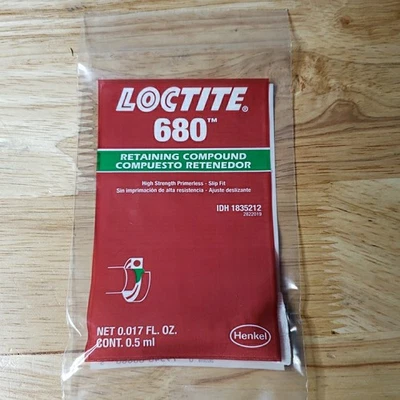 LOCTITE®
680™
RETAINING COMPOUND
COMPUESTO RETENEDOR
High Strength Primerless - Slip Fit
Sin imprimación de alta resistencia - Ajuste deslizante
IDH 1835212
2822019
NET 0.017 FL. OZ.
CONT. 0.5 ml
Henkel